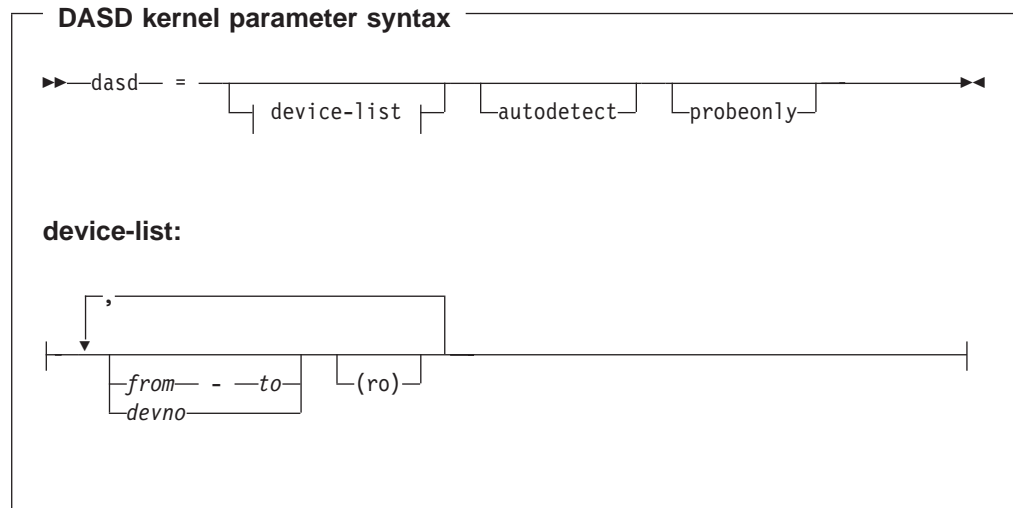 DASD kernel parameter syntax
dasd =
device-list autodetect probeonly
device-list:
,
from - to (ro)
devno